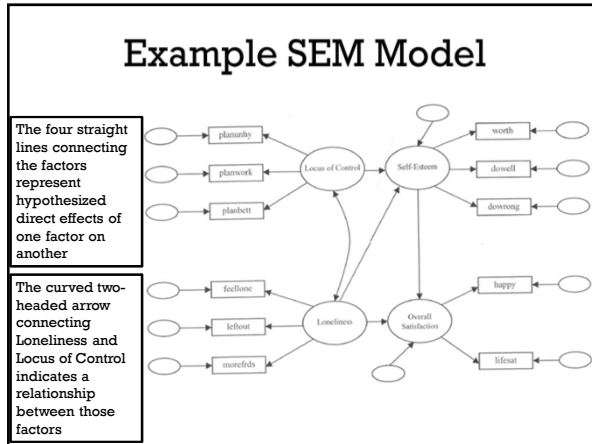 Example SEM Model
The four straight
lines connecting
the factors
represent
hypothesized
direct effects of
one factor on
another
The curved two-
headed arrow
connecting
Loneliness and
Locus of Control
indicates a
relationship
between those
factors
planunhy
planwork
planbett
Locus of Control
Self-Esteem
worth
dowell
dowrong
feellone
leftout
morefrds
Loneliness
Overall
Satisfaction
happy
lifesat